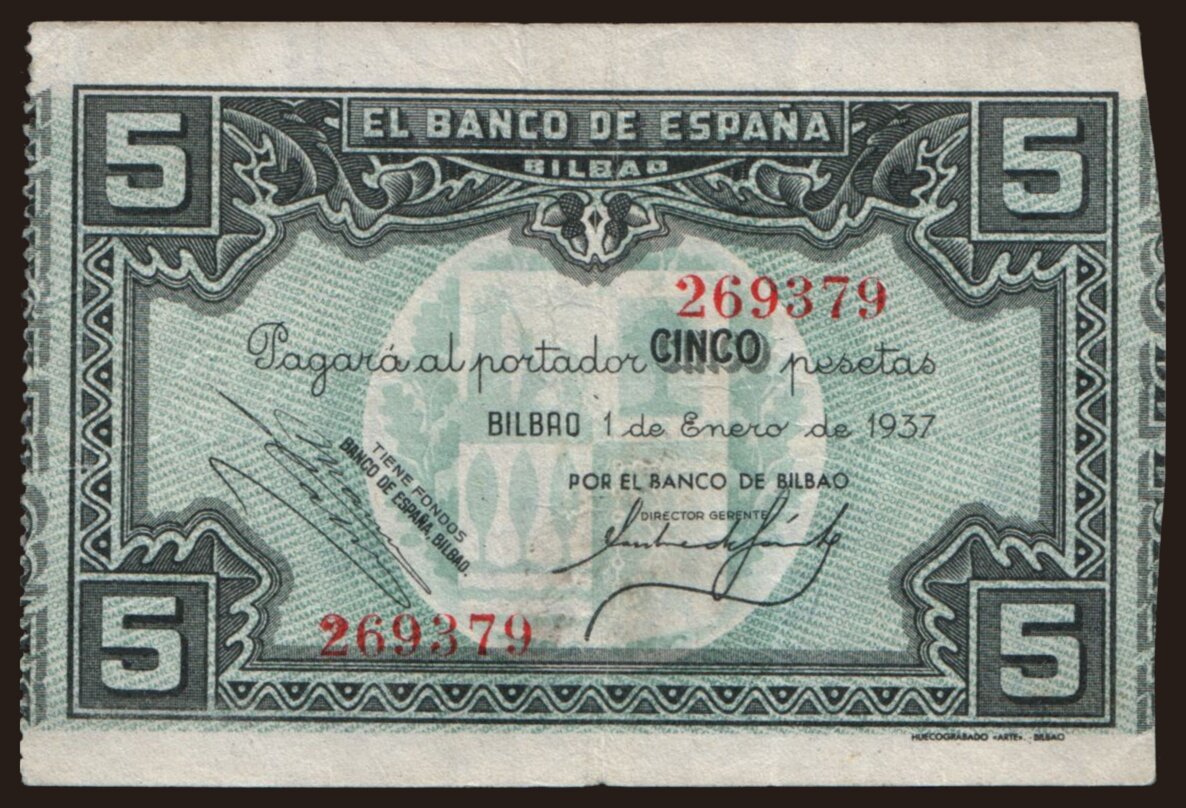 5
5
EL BANCO DE ESPAÑA
BILBAO
269379
Pagará al portador CINCO pesetas
BILBAO 1 de Enero de 1937
TIENE FONDOS
BANCO DE ESPAÑA, BILBAO.
POR EL BANCO DE BILBAO
DIRECTOR GERENTE
269379
5
5
HUECOGRABADO «ARTE». - BILBAO